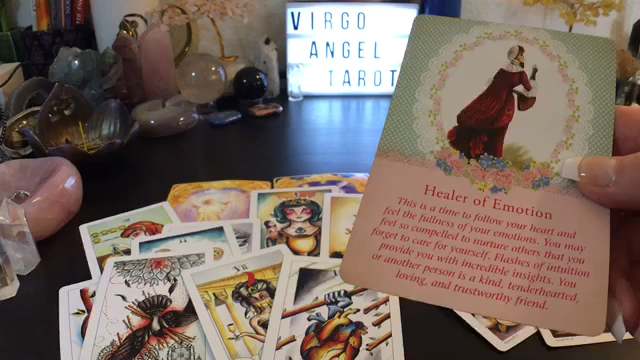 VIRGO
ANGEL
TAROT
Healer of Emotion
This is a time to follow your heart and
feel the fullness of your emotions. You may
feel so compelled to nurture others that you
forget to care for yourself. Flashes of intuition
provide you with incredible insights. You
or another person is a kind, tenderhearted,
loving, and trustworthy friend.